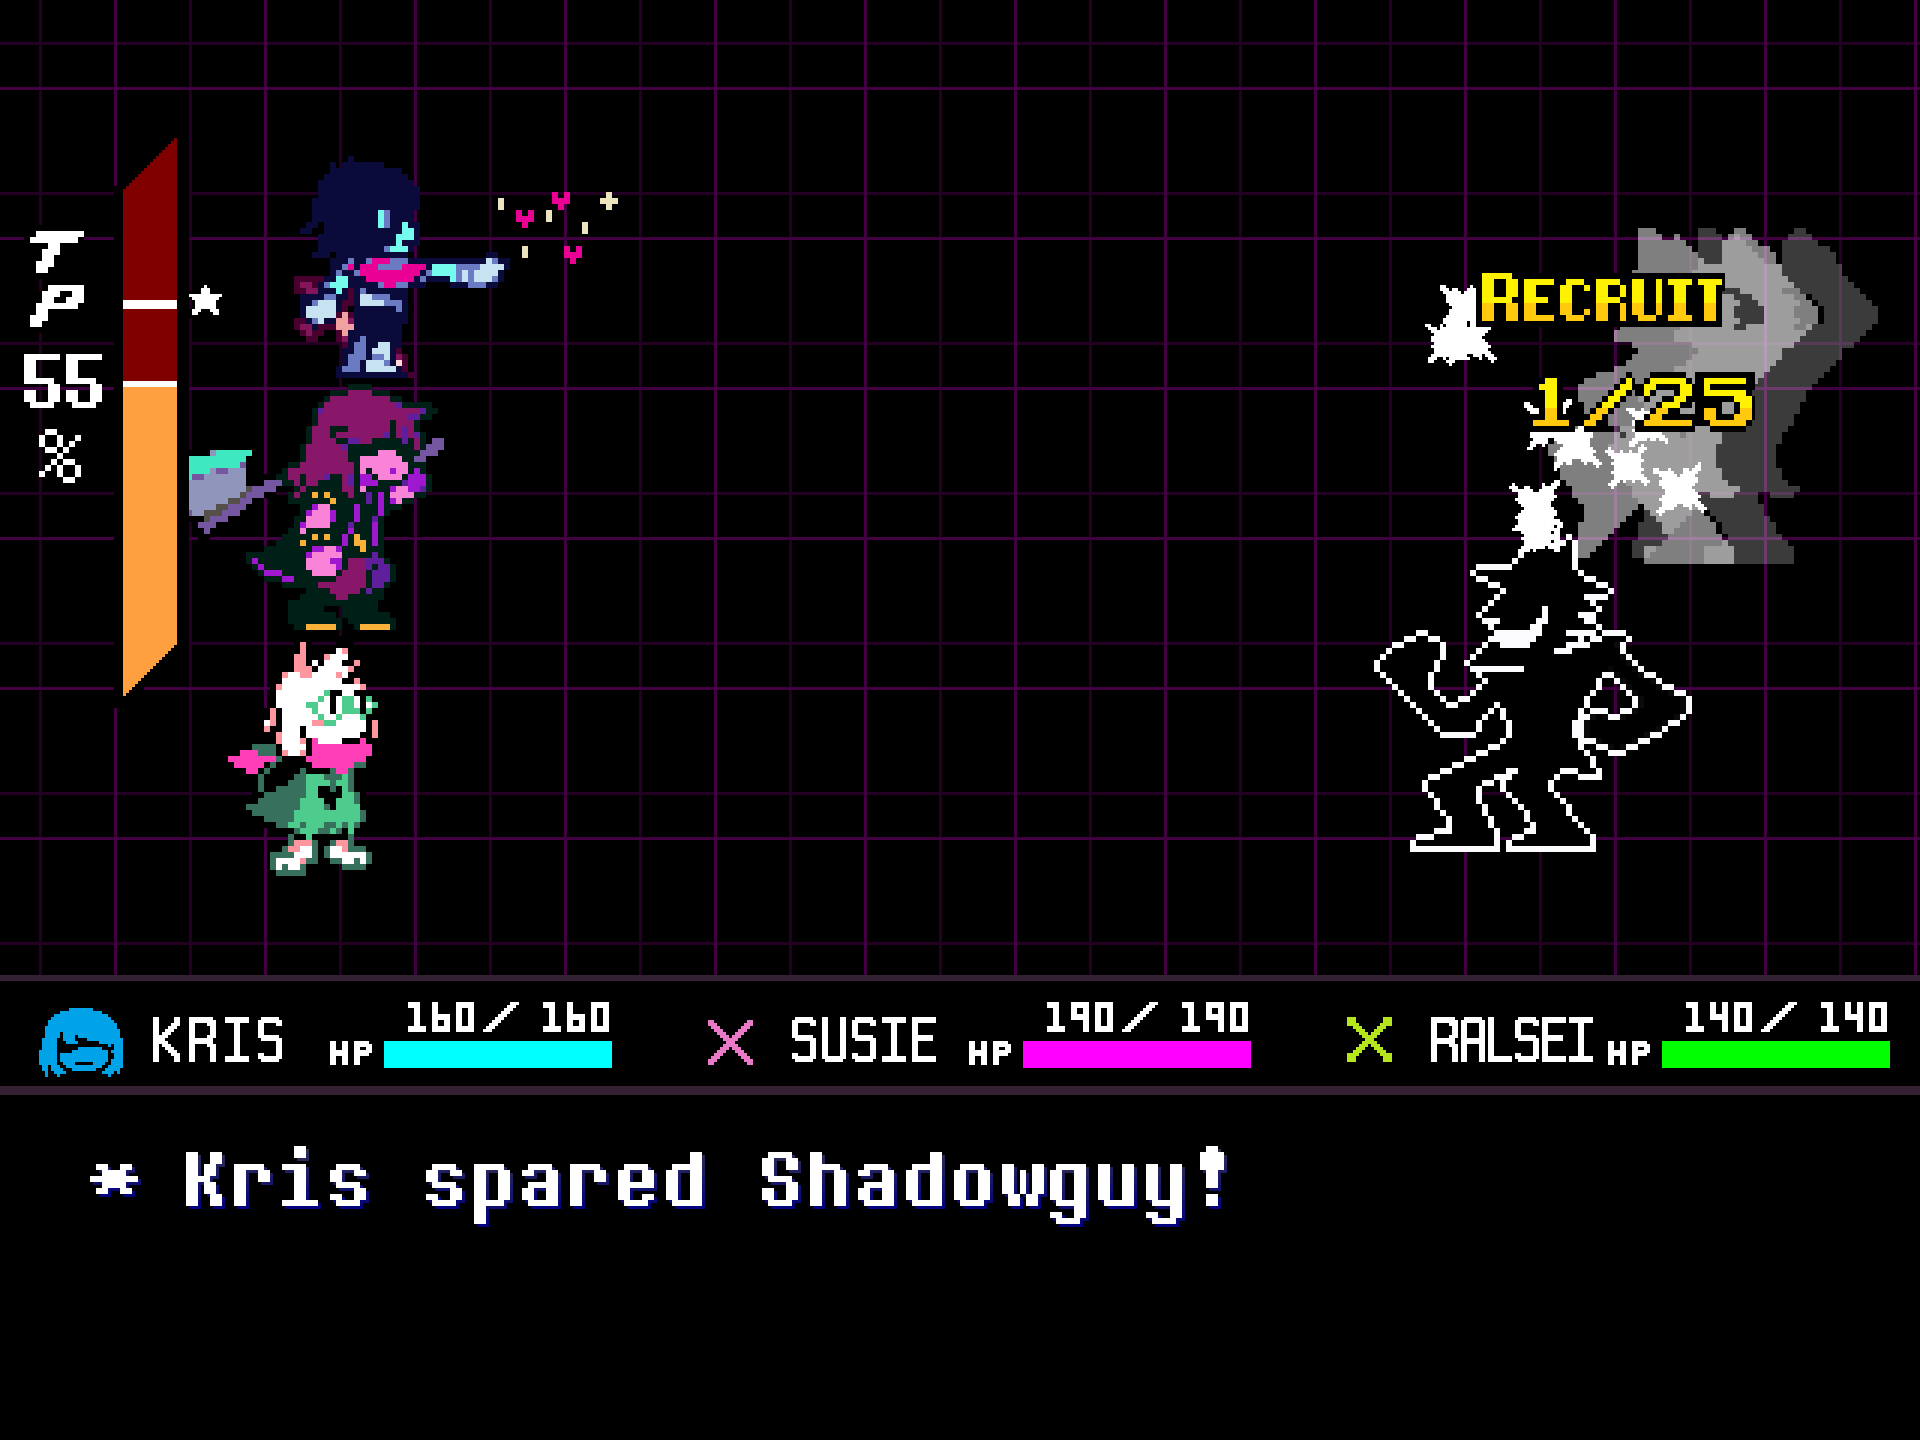 TP
55
%
RECRUIT
1/25
KRIS HP 160/ 160
SUSIE HP 190/ 190
RALSEI HP 140/ 140
* Kris spared Shadowguy!